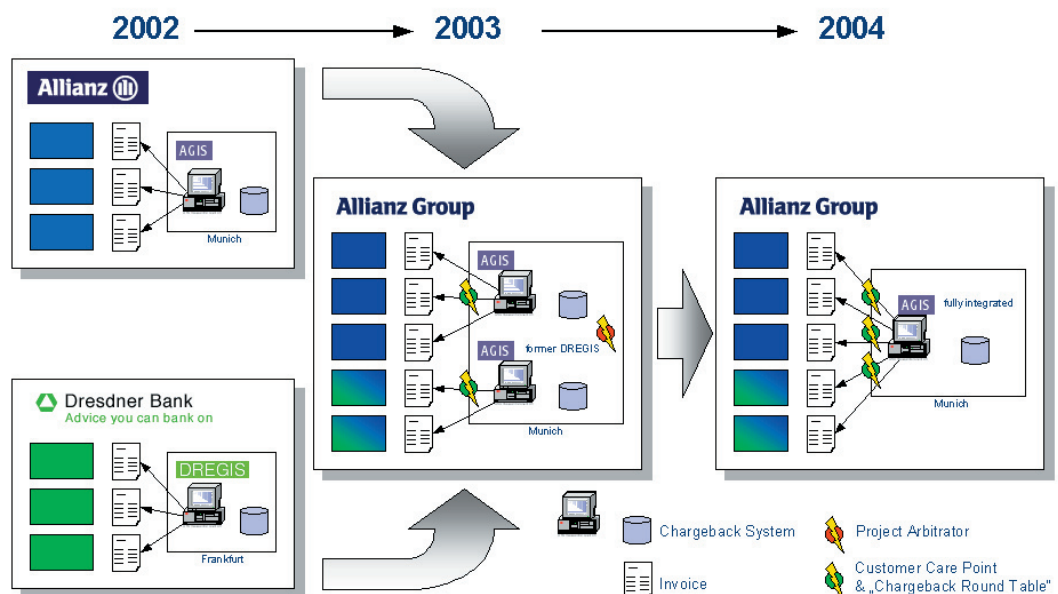 2002
2003
2004
Allianz
AGIS
Munich
Dresdner Bank
Advice you can bank on
DREGIS
Frankfurt
Allianz Group
AGIS
former DREGIS
AGIS
Munich
Allianz Group
AGIS
fully integrated
Munich
Chargeback System
Invoice
Project Arbitrator
Customer Care Point
& „Chargeback Round Table"